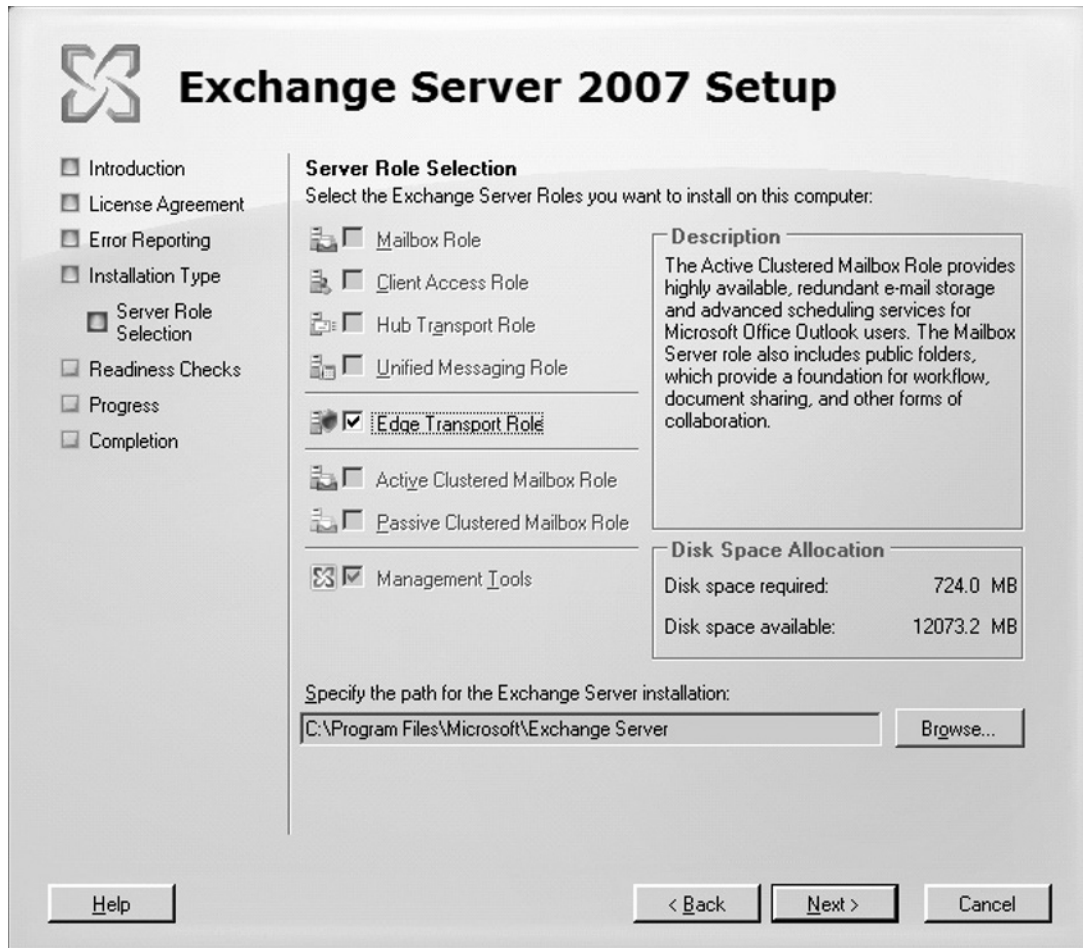 Exchange Server 2007 Setup
Introduction
License Agreement
Error Reporting
Installation Type
Server Role
Selection
Readiness Checks
Progress
Completion
Server Role Selection
Select the Exchange Server Roles you want to install on this computer:
Mailbox Role
Client Access Role
Hub Transport Role
Unified Messaging Role
Edge Transport Role
Active Clustered Mailbox Role
Passive Clustered Mailbox Role
Management Tools
Description
The Active Clustered Mailbox Role provides
highly available, redundant e-mail storage
and advanced scheduling services for
Microsoft Office Outlook users. The Mailbox
Server role also includes public folders,
which provide a foundation for workflow,
document sharing, and other forms of
collaboration.
Disk Space Allocation
Disk space required: 724.0 MB
Disk space available: 12073.2 MB
Specify the path for the Exchange Server installation:
C:\Program Files\Microsoft\Exchange Server
Browse...
Help
< Back
Next >
Cancel